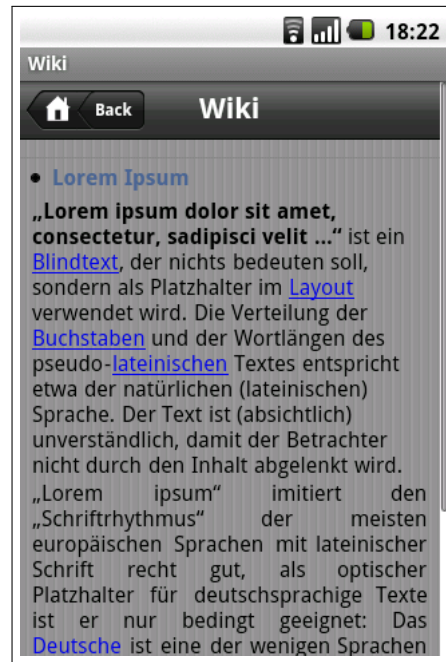 18:22
Wiki
Back
Wiki
• Lorem Ipsum
„Lorem ipsum dolor sit amet,
consectetur, sadipisci velit ...“ ist ein
Blindtext, der nichts bedeuten soll,
sondern als Platzhalter im Layout
verwendet wird. Die Verteilung der
Buchstaben und der Wortlängen des
pseudo-lateinischen Textes entspricht
etwa der natürlichen (lateinischen)
Sprache. Der Text ist (absichtlich)
unverständlich, damit der Betrachter
nicht durch den Inhalt abgelenkt wird.
„Lorem ipsum“ imitiert den
„Schriftrhythmus“ der meisten
europäischen Sprachen mit lateinischer
Schrift recht gut, als optischer
Platzhalter für deutschsprachige Texte
ist er nur bedingt geeignet: Das
Deutsche ist eine der wenigen Sprachen